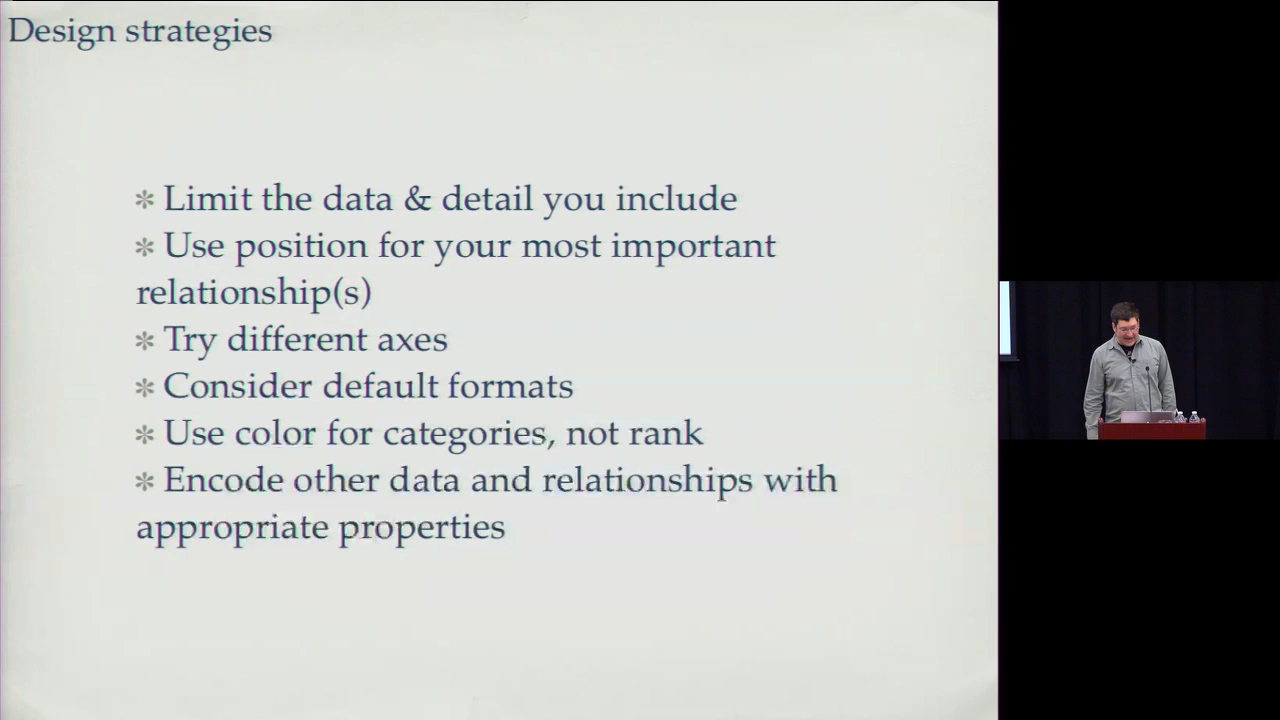 Design strategies
✼ Limit the data & detail you include
✼ Use position for your most important
relationship(s)
✼ Try different axes
✼ Consider default formats
✼ Use color for categories, not rank
✼ Encode other data and relationships with
appropriate properties